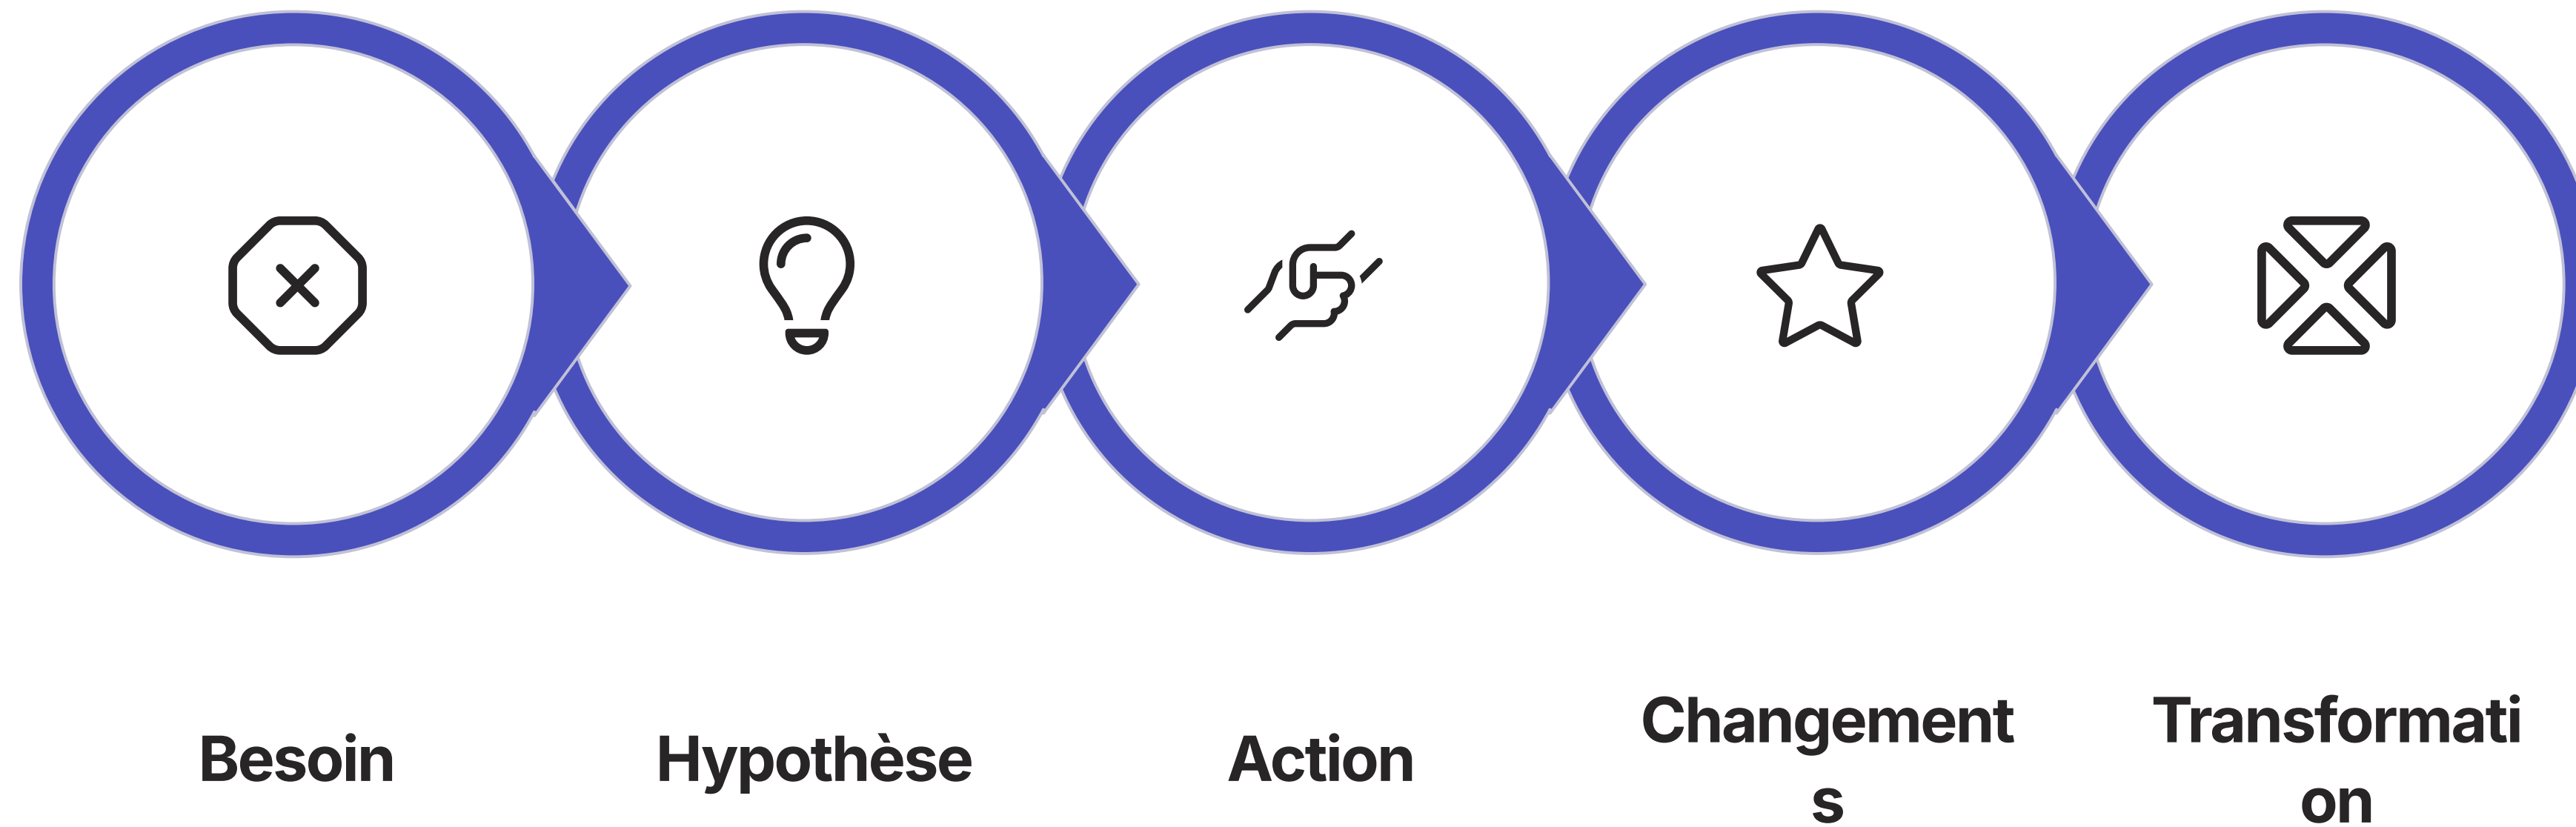 Besoin
Hypothèse
Action
Changement
s
Transformati
on